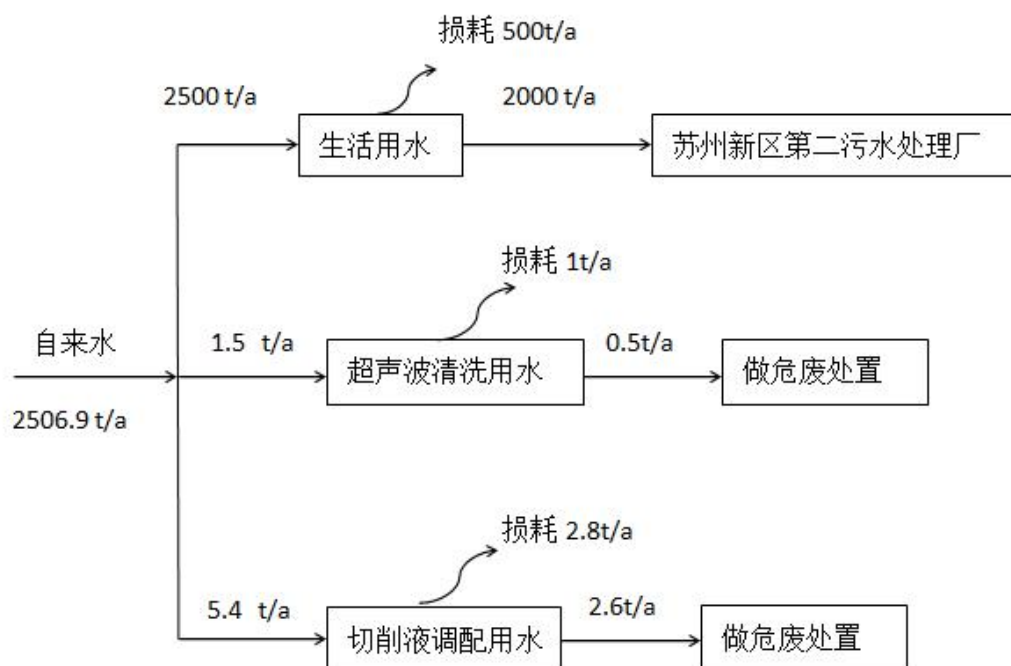 损耗 500t/a
2500 t/a
2000 t/a
生活用水
苏州新区第二污水处理厂
损耗 1t/a
自来水
1.5 t/a
0.5t/a
超声波清洗用水
做危废处置
2506.9 t/a
损耗 2.8t/a
5.4 t/a
2.6t/a
切削液调配用水
做危废处置